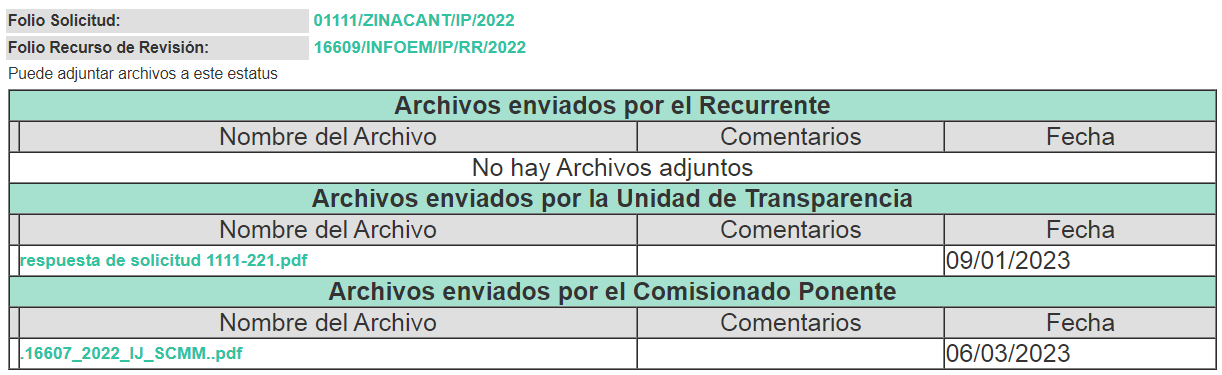 Folio Solicitud: 01111/ZINACANT/IP/2022
Folio Recurso de Revisión: 16609/INFOEM/IP/RR/2022
Puede adjuntar archivos a este estatus
Archivos enviados por el Recurrente
Nombre del Archivo Comentarios Fecha
No hay Archivos adjuntos
Archivos enviados por la Unidad de Transparencia
Nombre del Archivo Comentarios Fecha
respuesta de solicitud 1111-221.pdf 09/01/2023
Archivos enviados por el Comisionado Ponente
Nombre del Archivo Comentarios Fecha
.16607_2022_IJ_SCMM..pdf 06/03/2023